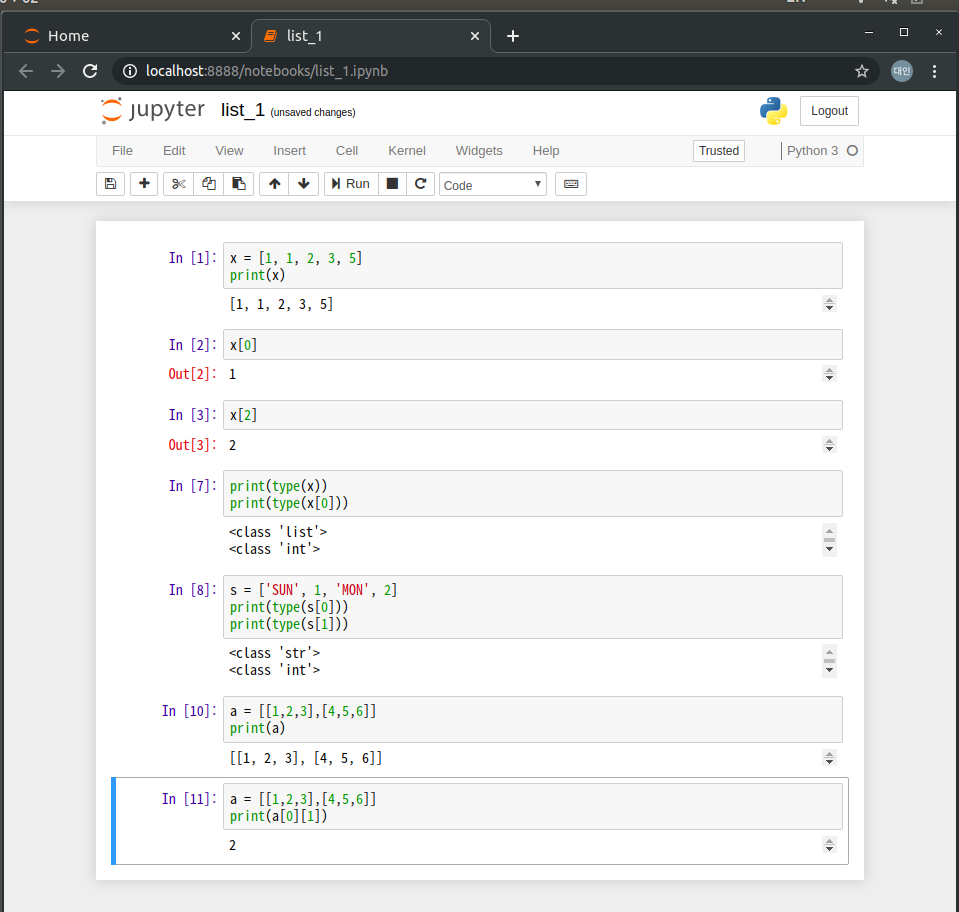 Home
list_1
localhost:8888/notebooks/list_1.ipynb
대인
jupyter list_1 (unsaved changes)
Logout
File Edit View Insert Cell Kernel Widgets Help
Trusted
Python 3
Run
Code
In [1]: x = [1, 1, 2, 3, 5]
print(x)
[1, 1, 2, 3, 5]
In [2]: x[0]
Out[2]: 1
In [3]: x[2]
Out[3]: 2
In [7]: print(type(x))
print(type(x[0]))
<class 'list'>
<class 'int'>
In [8]: s = ['SUN', 1, 'MON', 2]
print(type(s[0]))
print(type(s[1]))
<class 'str'>
<class 'int'>
In [10]: a = [[1,2,3],[4,5,6]]
print(a)
[[1, 2, 3], [4, 5, 6]]
In [11]: a = [[1,2,3],[4,5,6]]
print(a[0][1])
2